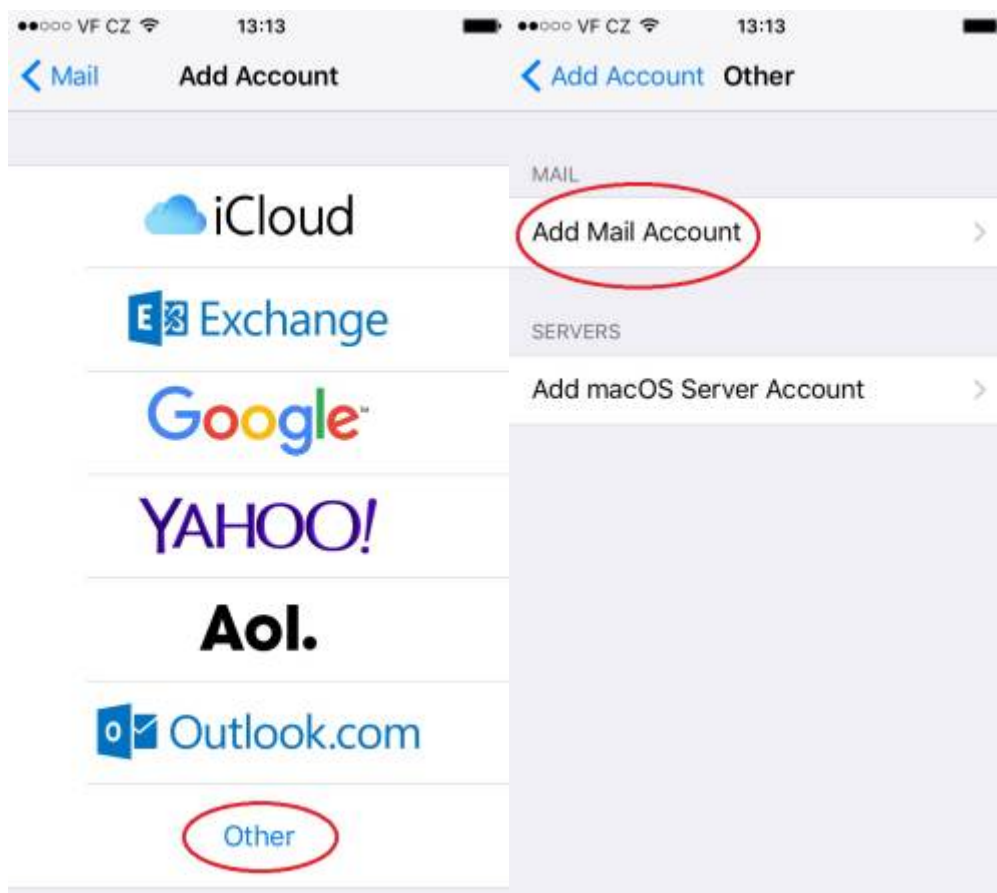 VF CZ 13:13
Mail Add Account
iCloud
Exchange
Google
YAHOO!
Aol.
Outlook.com
Other
VF CZ 13:13
Add Account Other
MAIL
Add Mail Account
SERVERS
Add macOS Server Account